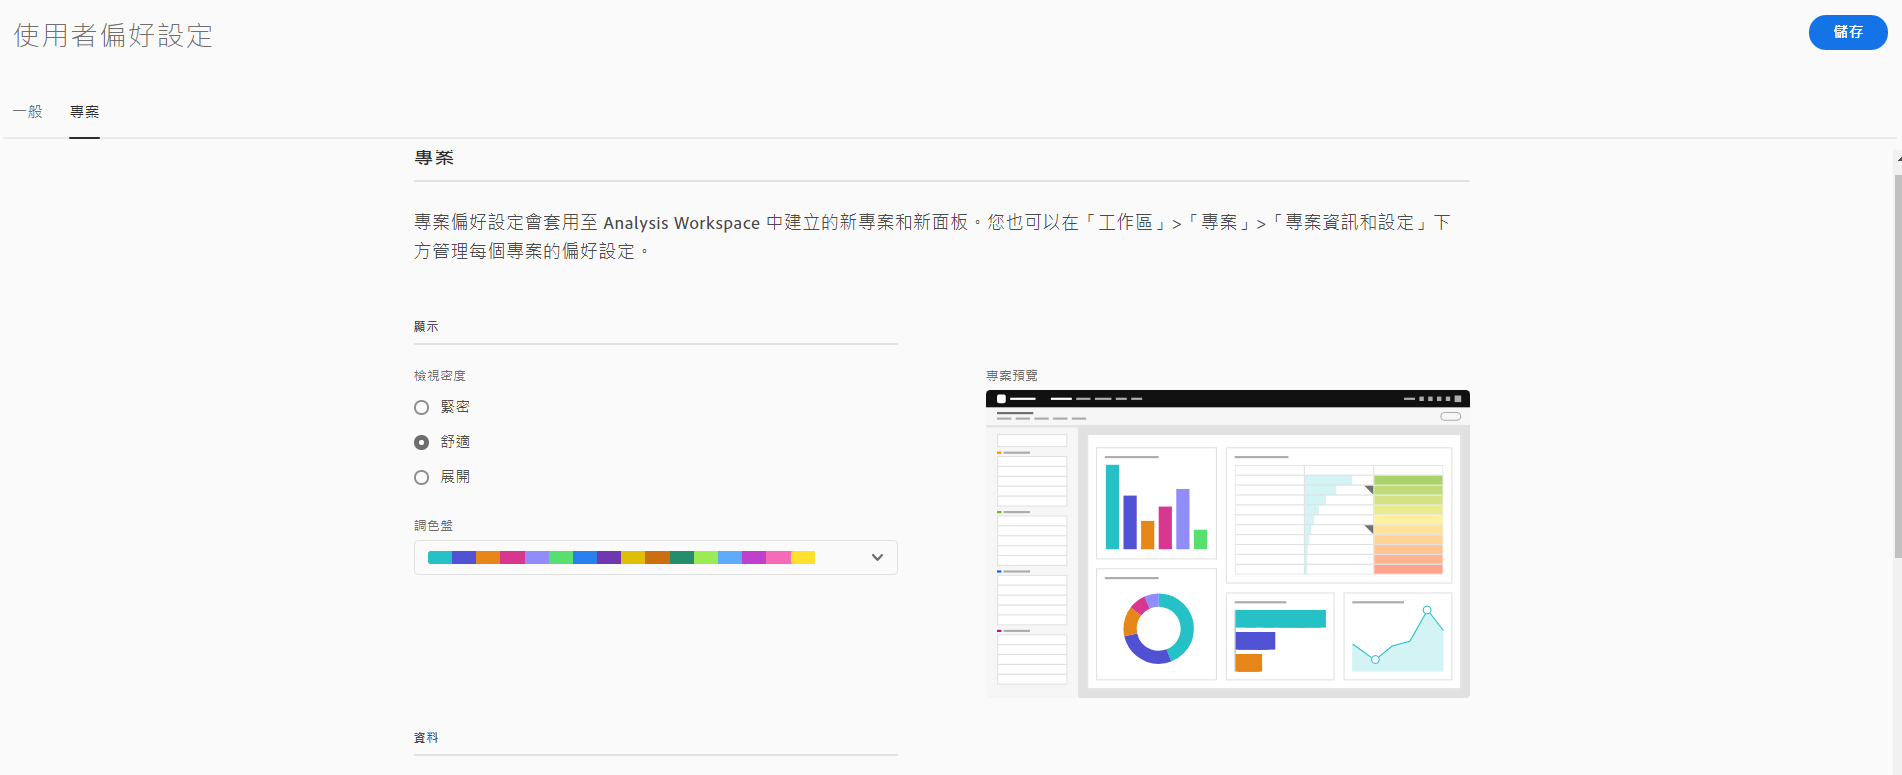 使用者偏好設定
儲存
一般
專案
專案
專案偏好設定會套用至 Analysis Workspace 中建立的新專案和新面板。您也可以在「工作區」>「專案」>「專案資訊和設定」下
方管理每個專案的偏好設定。
顯示
檢視密度
緊密
舒適
展開
調色盤
專案預覽
資料